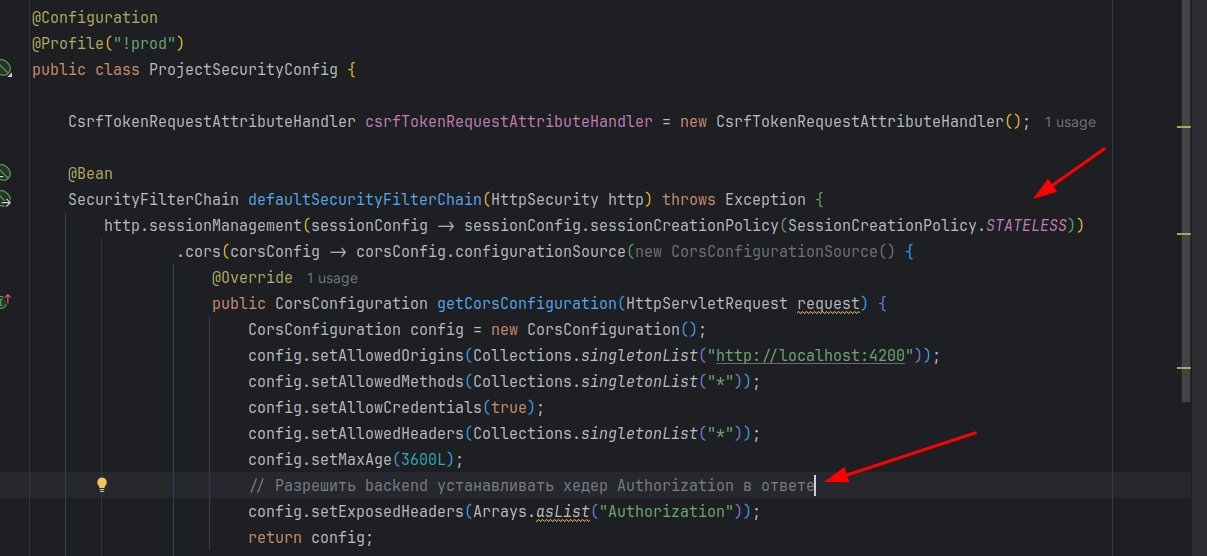 @Configuration
@Profile("!prod")
public class ProjectSecurityConfig {
CsrfTokenRequestAttributeHandler csrfTokenRequestAttributeHandler = new CsrfTokenRequestAttributeHandler(); 1 usage
@Bean
SecurityFilterChain defaultSecurityFilterChain(HttpSecurity http) throws Exception {
http.sessionManagement(sessionConfig -> sessionConfig.sessionCreationPolicy(SessionCreationPolicy.STATELESS))
.cors(corsConfig -> corsConfig.configurationSource(new CorsConfigurationSource() {
@Override 1 usage
public CorsConfiguration getCorsConfiguration(HttpServletRequest request) {
CorsConfiguration config = new CorsConfiguration();
config.setAllowedOrigins(Collections.singletonList("http://localhost:4200"));
config.setAllowedMethods(Collections.singletonList("*"));
config.setAllowCredentials(true);
config.setAllowedHeaders(Collections.singletonList("*"));
config.setMaxAge(3600L);
// Разрешить backend устанавливать хедер Authorization в ответе
config.setExposedHeaders(Arrays.asList("Authorization"));
return config;